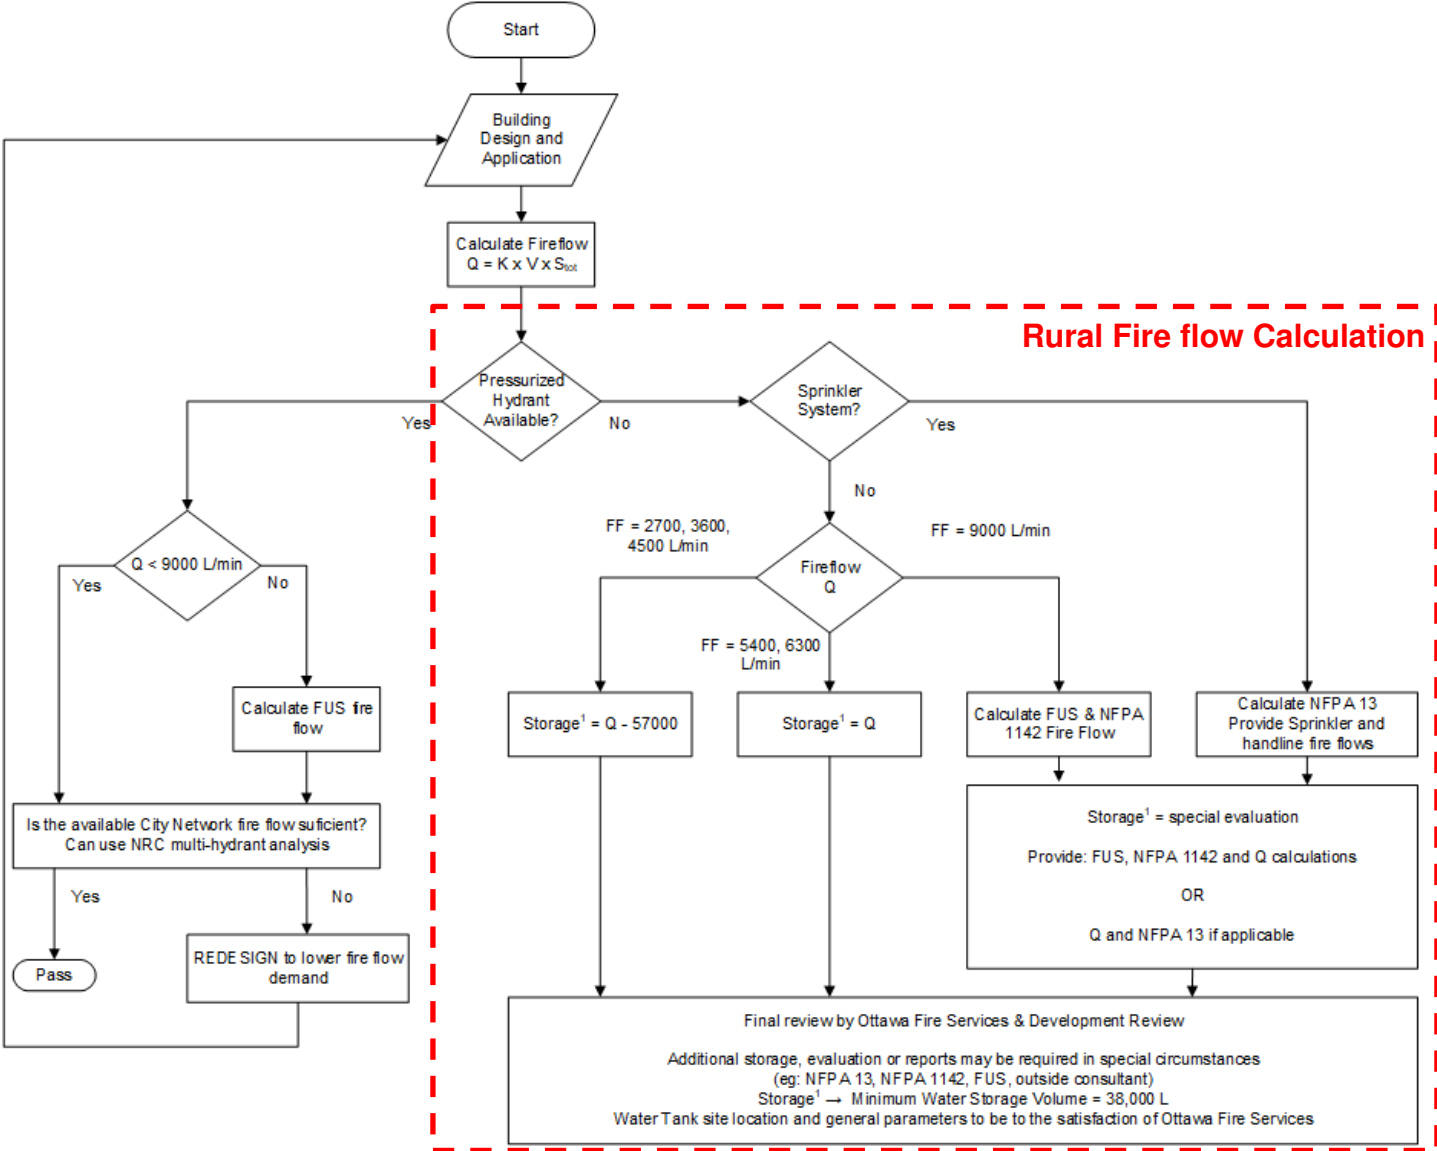 Start
Building
Design and
Application
Calculate Fireflow
Q = K x V x Stot
Rural Fire flow Calculation
Pressurized
Hydrant
Available?
Yes
No
Sprinkler
System?
Yes
No
Q < 9000 L/min
Yes
No
FF = 2700, 3600,
4500 L/min
FF = 9000 L/min
Fireflow
Q
FF = 5400, 6300
L/min
Calculate FUS fire
flow
Storage¹ = Q - 57000
Storage¹ = Q
Calculate FUS & NFPA
1142 Fire Flow
Calculate NFPA 13
Provide Sprinkler and
handline fire flows
Is the available City Network fire flow suficient?
Can use NRC multi-hydrant analysis
Yes
No
Pass
REDESIGN to lower fire flow
demand
Storage¹ = special evaluation
Provide: FUS, NFPA 1142 and Q calculations
OR
Q and NFPA 13 if applicable
Final review by Ottawa Fire Services & Development Review
Additional storage, evaluation or reports may be required in special circumstances
(eg: NFPA 13, NFPA 1142, FUS, outside consultant)
Storage¹ → Minimum Water Storage Volume = 38,000 L
Water Tank site location and general parameters to be to the satisfaction of Ottawa Fire Services